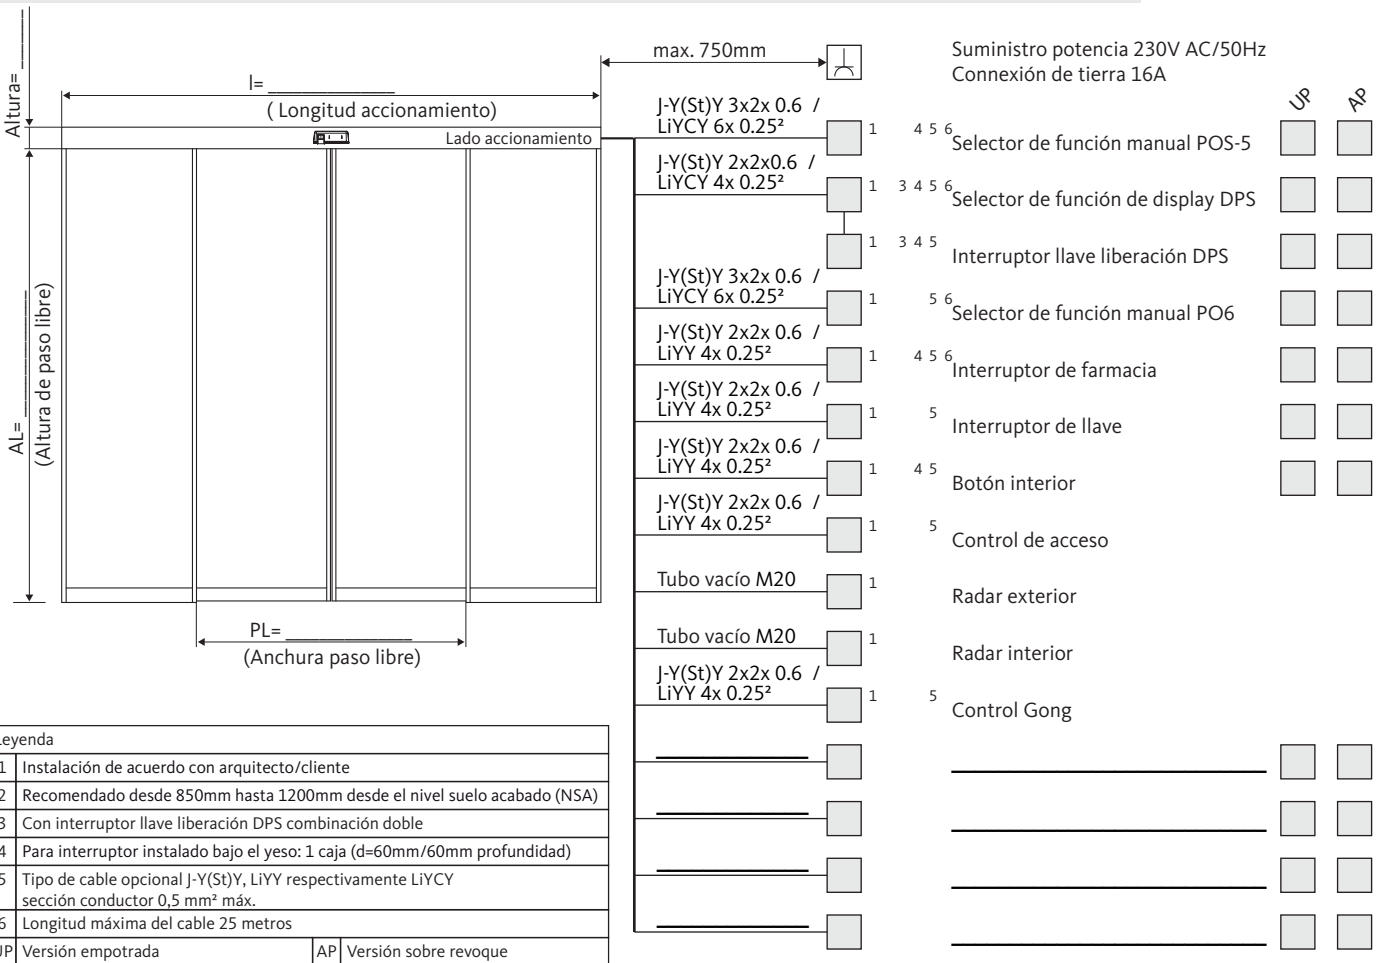 Altura= ______
l= ______________
( Longitud accionamiento)
Lado accionamiento
AL= ______________
(Altura de paso libre)
PL= ______________
(Anchura paso libre)
max. 750mm
Suministro potencia 230V AC/50Hz
Connexión de tierra 16A
UP AP
J-Y(St)Y 3x2x 0.6 /
LiYCY 6x 0.25²
1 4 5 6 Selector de función manual POS-5
J-Y(St)Y 2x2x0.6 /
LiYCY 4x 0.25²
1 3 4 5 6 Selector de función de display DPS
1 3 4 5 Interruptor llave liberación DPS
J-Y(St)Y 3x2x 0.6 /
LiYCY 6x 0.25²
1 5 6 Selector de función manual PO6
J-Y(St)Y 2x2x 0.6 /
LiYY 4x 0.25²
1 4 5 6 Interruptor de farmacia
J-Y(St)Y 2x2x 0.6 /
LiYY 4x 0.25²
1 5 Interruptor de llave
J-Y(St)Y 2x2x 0.6 /
LiYY 4x 0.25²
1 4 5 Botón interior
J-Y(St)Y 2x2x 0.6 /
LiYY 4x 0.25²
1 5 Control de acceso
Tubo vacío M20
1 Radar exterior
Tubo vacío M20
1 Radar interior
J-Y(St)Y 2x2x 0.6 /
LiYY 4x 0.25²
1 5 Control Gong
Leyenda
1 Instalación de acuerdo con arquitecto/cliente
2 Recomendado desde 850mm hasta 1200mm desde el nivel suelo acabado (NSA)
3 Con interruptor llave liberación DPS combinación doble
4 Para interruptor instalado bajo el yeso: 1 caja (d=60mm/60mm profundidad)
5 Tipo de cable opcional J-Y(St)Y, LiYY respectivamente LiYCY
sección conductor 0,5 mm² máx.
6 Longitud máxima del cable 25 metros
UP Versión empotrada AP Versión sobre revoque